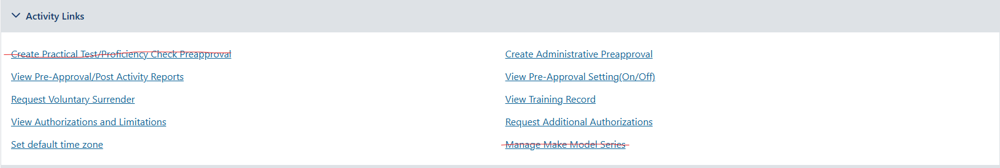 Activity Links
Create Practical Test/Proficiency Check Preapproval
Create Administrative Preapproval
View Pre-Approval/Post Activity Reports
View Pre-Approval Setting(On/Off)
Request Voluntary Surrender
View Training Record
View Authorizations and Limitations
Request Additional Authorizations
Set default time zone
Manage Make Model Series